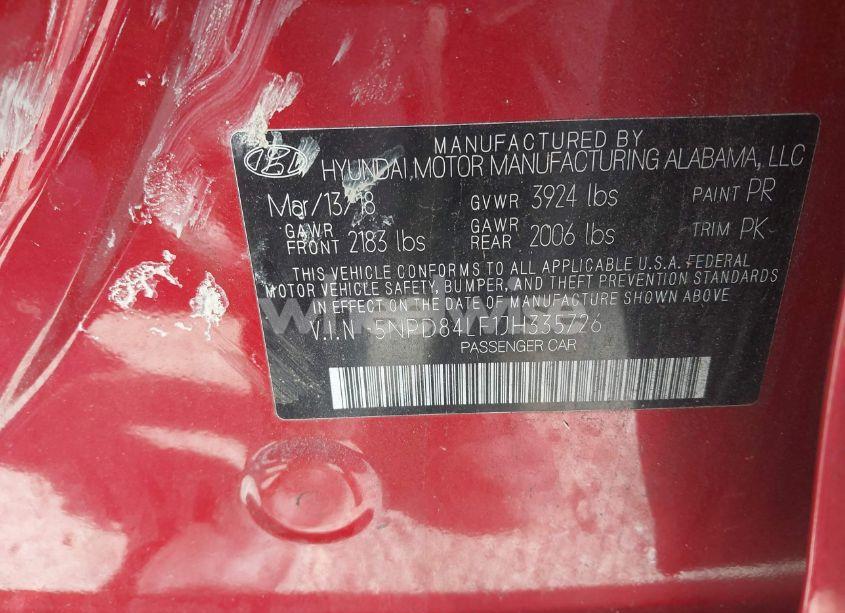 MANUFACTURED BY
HYUNDAI MOTOR MANUFACTURING ALABAMA, LLC
Mar/13/18 GVWR 3924 lbs PAINT PR
GAWR FRONT 2183 lbs GAWR REAR 2006 lbs TRIM PK
THIS VEHICLE CONFORMS TO ALL APPLICABLE U.S.A. FEDERAL
MOTOR VEHICLE SAFETY, BUMPER, AND THEFT PREVENTION STANDARDS
IN EFFECT ON THE DATE OF MANUFACTURE SHOWN ABOVE
V.I.N 5NPD84LF1JH335726
PASSENGER CAR